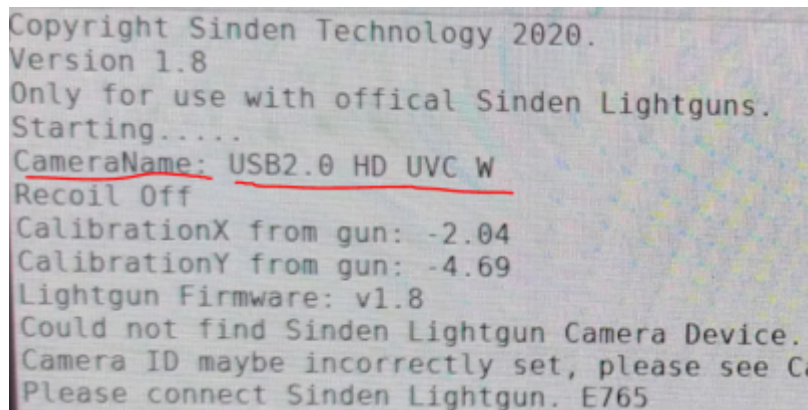 Copyright Sinden Technology 2020.
Version 1.8
Only for use with offical Sinden Lightguns.
Starting.....
CameraName: USB2.0 HD UVC W
Recoil Off
CalibrationX from gun: -2.04
CalibrationY from gun: -4.69
Lightgun Firmware: v1.8
Could not find Sinden Lightgun Camera Device.
Camera ID maybe incorrectly set, please see Ca
Please connect Sinden Lightgun. E765